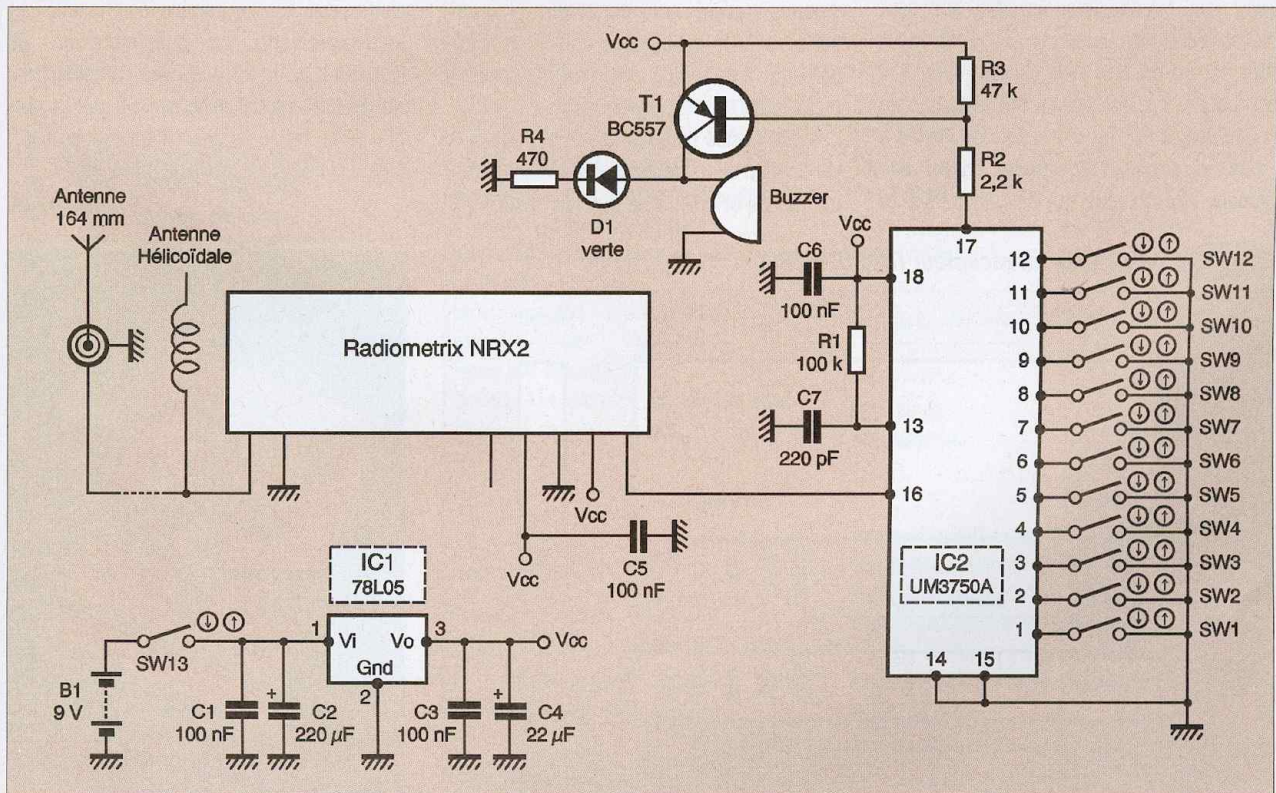 Vcc
R3
47 k
T1
BC557
R4
470
R2
2,2 k
Antenne
164 mm
Antenne
Hélicoïdale
D1
verte
Buzzer
Vcc
C6
100 nF
18
17
12
SW12
11
SW11
10
SW10
9
SW9
8
SW8
7
SW7
6
SW6
5
SW5
4
SW4
3
SW3
2
SW2
1
SW1
R1
100 k
C7
220 pF
13
16
Radiometrix NRX2
Vcc
Vcc
C5
100 nF
IC2
UM3750A
14
15
IC1
78L05
1
Vi
Vo
3
Gnd
2
Vcc
SW13
B1
9 V
C1
100 nF
+
C2
220 µF
C3
100 nF
+
C4
22 µF